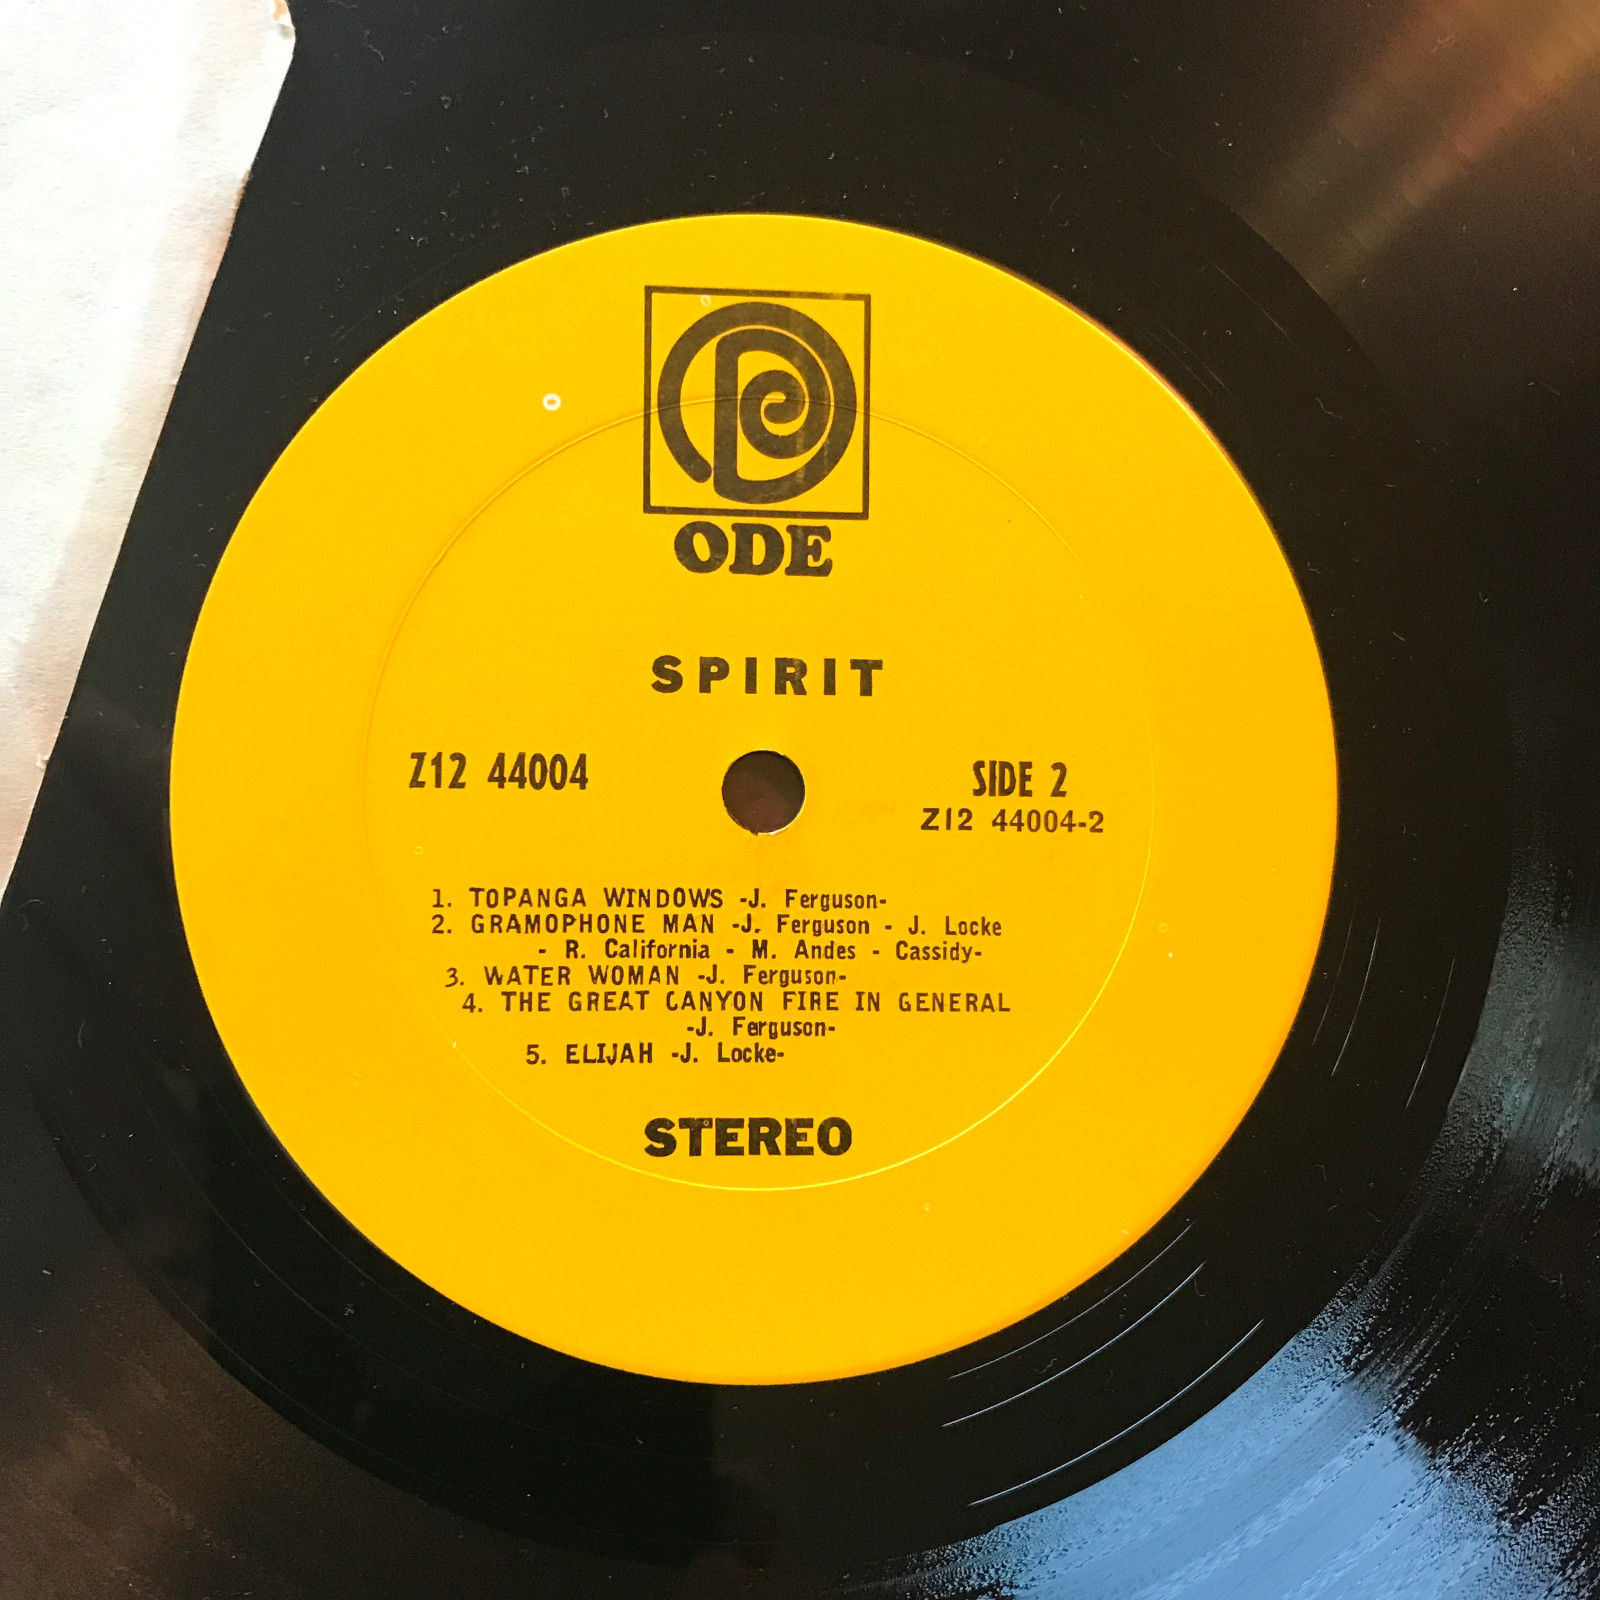 ODE
SPIRIT
Z12 44004
SIDE 2
Z12 44004-2
1. TOPANGA WINDOWS -J. Ferguson-
2. GRAMOPHONE MAN -J. Ferguson - J. Locke
- R. California - M. Andes - Cassidy-
3. WATER WOMAN -J. Ferguson-
4. THE GREAT CANYON FIRE IN GENERAL
-J. Ferguson-
5. ELIJAH -J. Locke-
STEREO